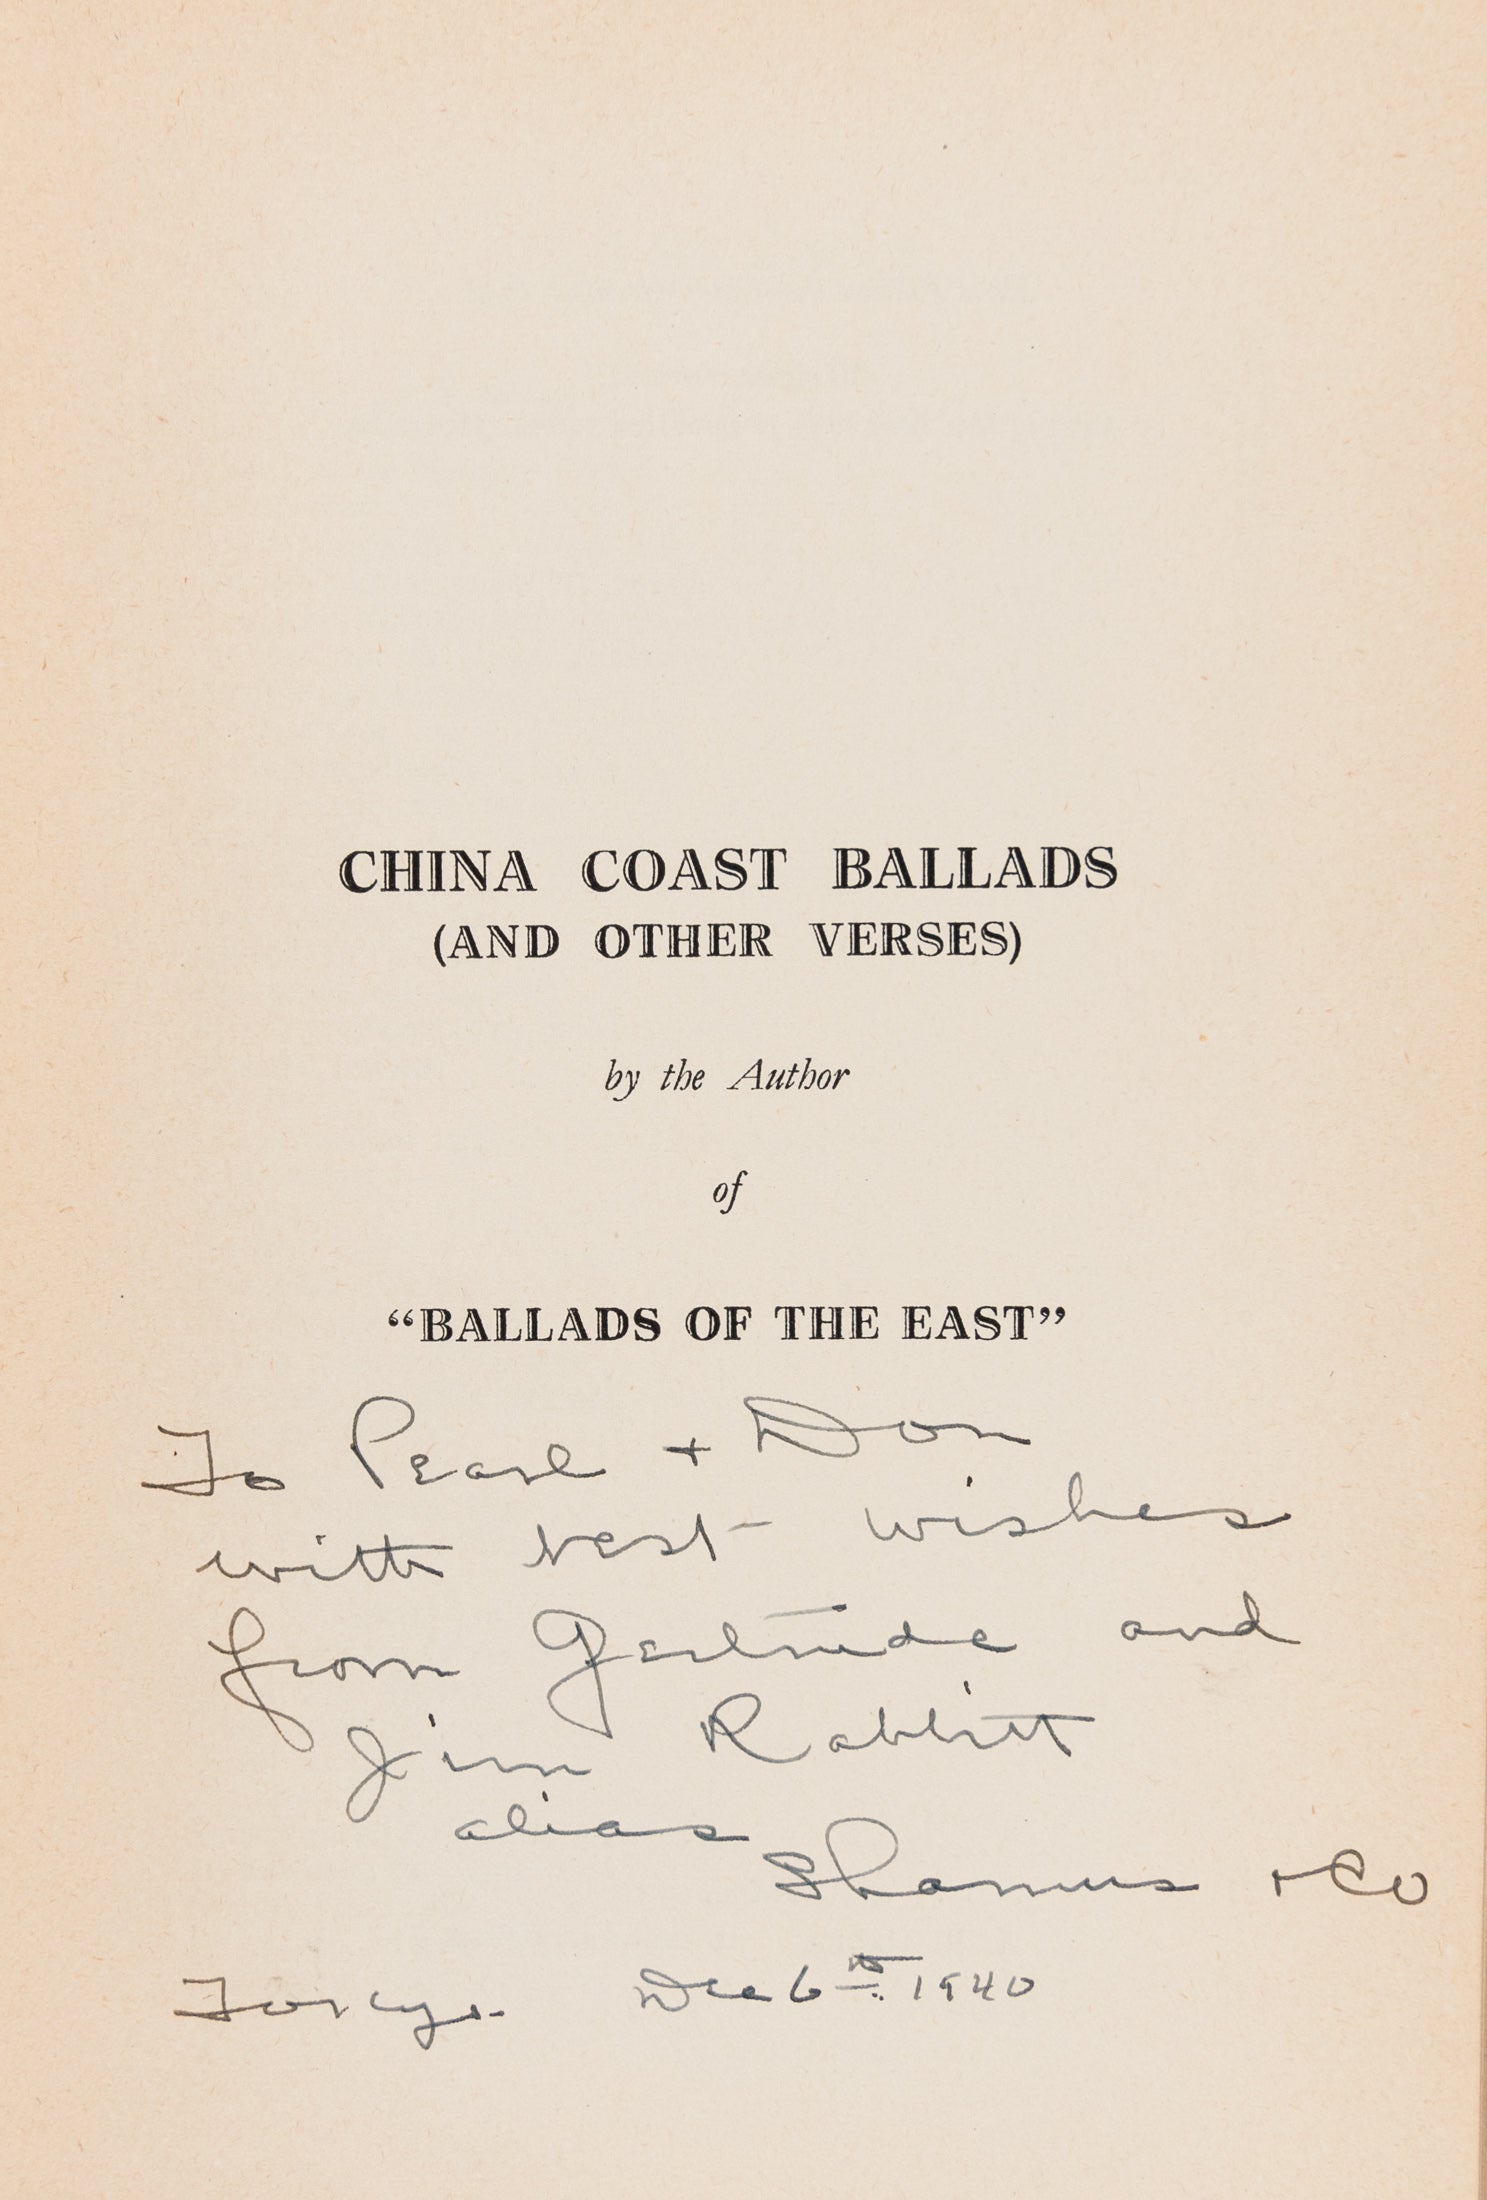 CHINA COAST BALLADS
(AND OTHER VERSES)
by the Author
of
“BALLADS OF THE EAST”
To Pearl + Don
with best wishes
from Gertrude and
Jim Rabbitt
alias
Shamus + Co
Tokyo. Dec 6th. 1940